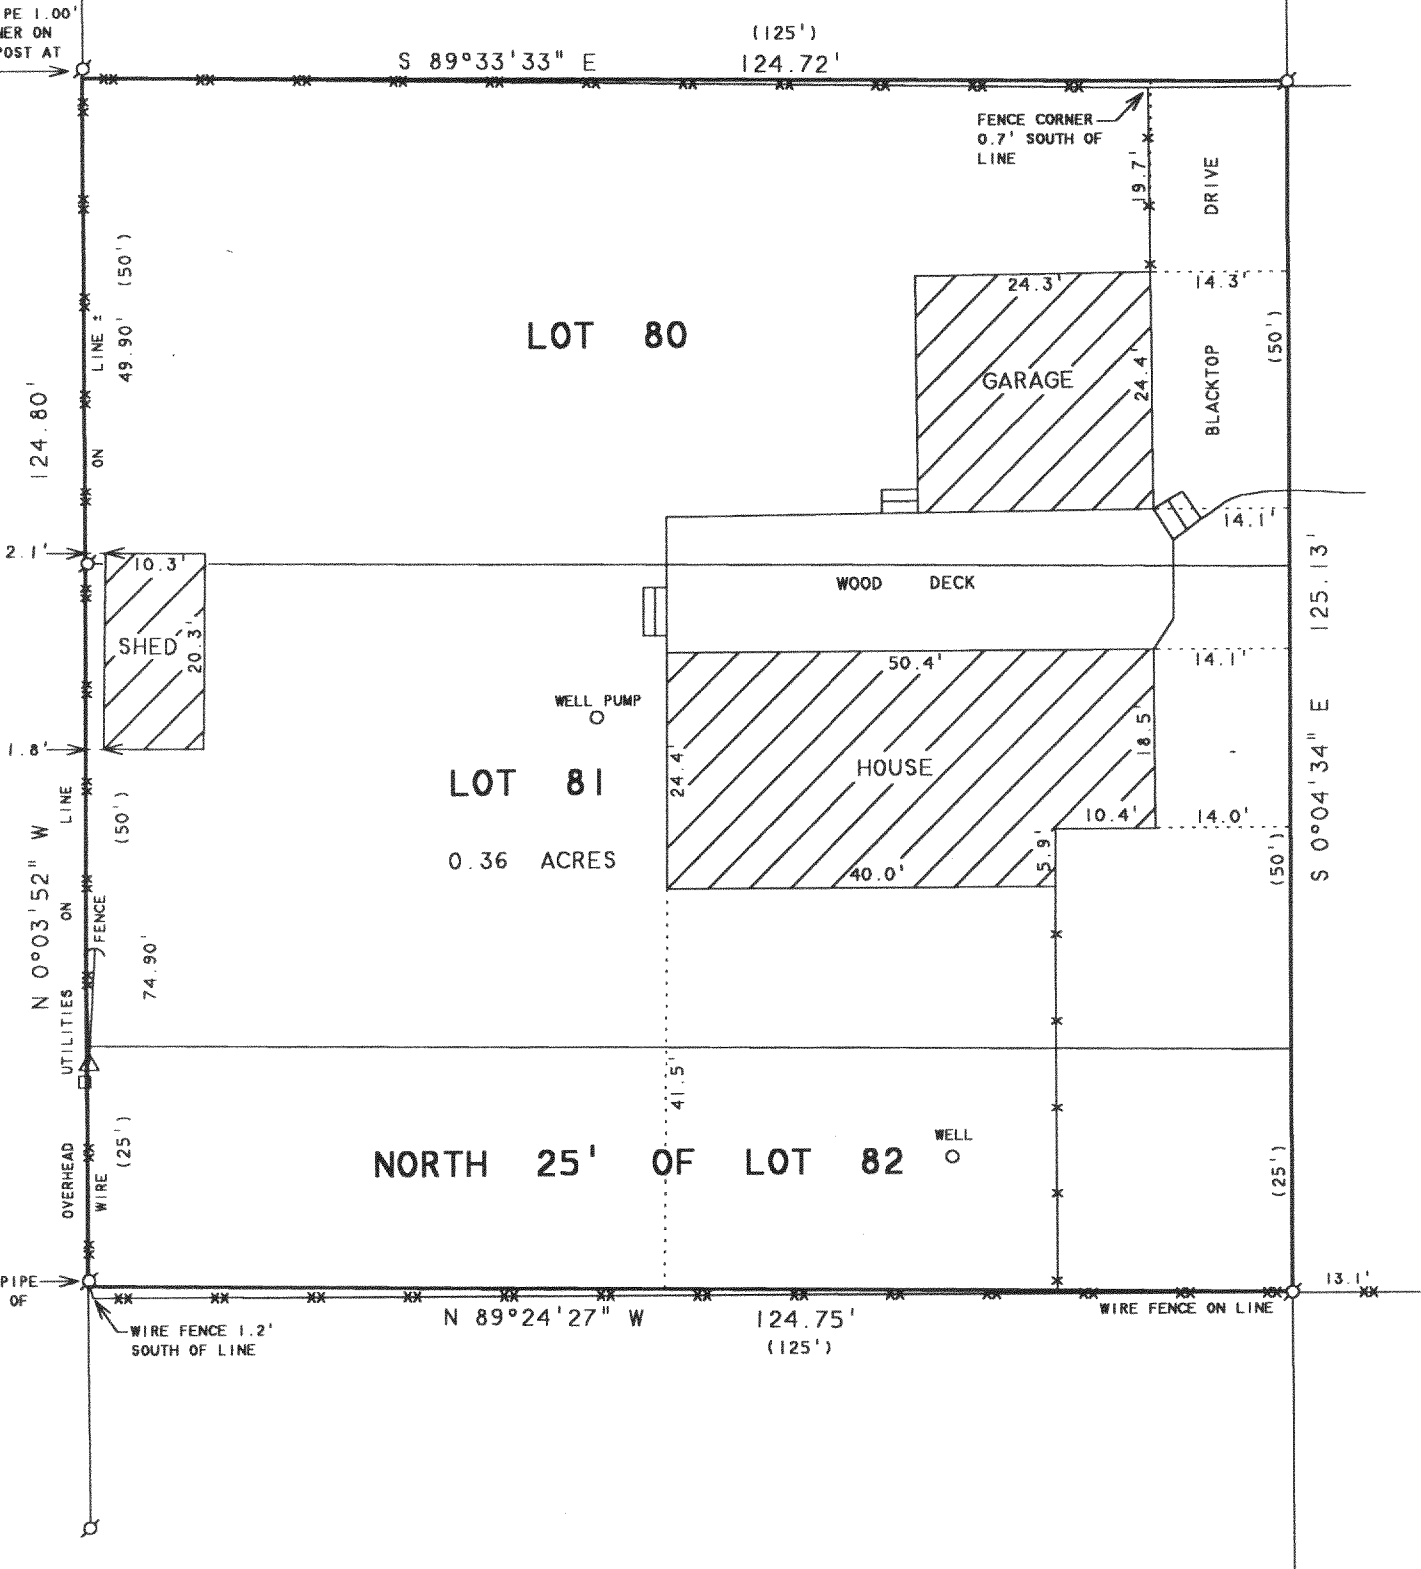 PE 1.00'
NER ON
POST AT
(125')
S 89°33'33" E 124.72'
FENCE CORNER
0.7' SOUTH OF
LINE
19.7'
DRIVE
(50')
LINE ±
49.90'
ON
124.80'
LOT 80
24.3'
14.3'
(50')
GARAGE
24.4'
BLACKTOP
14.1'
2.1'
10.3'
SHED
20.3'
1.8'
WOOD DECK
125.13'
S 0°04'34" E
50.4'
14.1'
WELL PUMP
LOT 81
0.36 ACRES
24.4'
HOUSE
18.5'
10.4'
14.0'
5.9'
40.0'
(50')
(50')
N 0°03'52" W
OVERHEAD UTILITIES ON LINE
FENCE
WIRE
74.90'
41.5'
(25')
WELL
NORTH 25' OF LOT 82
(25')
PIPE
OF
13.1'
WIRE FENCE ON LINE
N 89°24'27" W 124.75'
(125')
WIRE FENCE 1.2'
SOUTH OF LINE